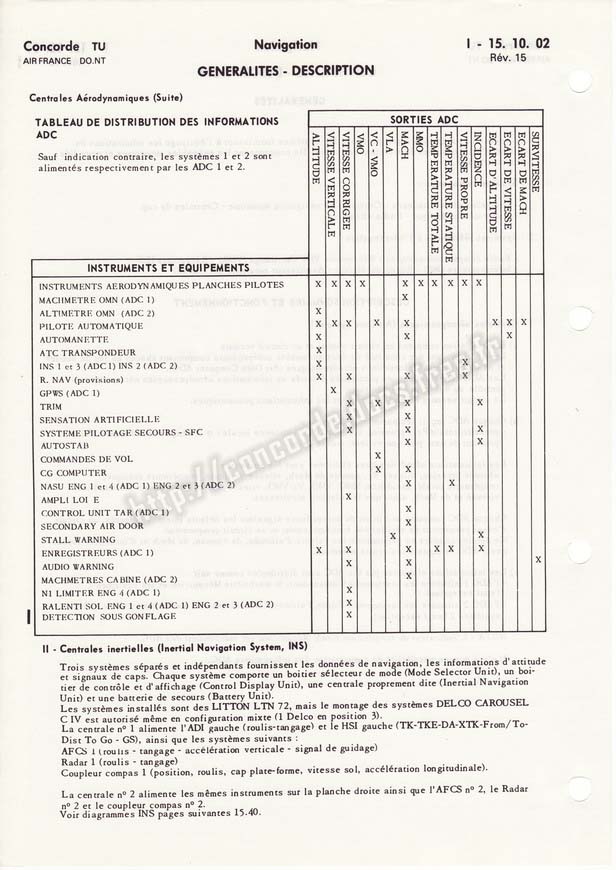 Concorde TU
AIR FRANCE DO.NT
Navigation
I - 15. 10. 02
Rév. 15
GENERALITES - DESCRIPTION
Centrales Aérodynamiques (Suite)
TABLEAU DE DISTRIBUTION DES INFORMATIONS
ADC
Sauf indication contraire, les systèmes 1 et 2 sont
alimentés respectivement par les ADC 1 et 2.
SORTIES ADC
ALTITUDE
VITESSE VERTICALE
VITESSE CORRIGEE
VMO
VC - VMO
VLA
MACH
MMO
TEMPERATURE TOTALE
TEMPERATURE STATIQUE
VITESSE PROPRE
INCIDENCE
ECART D'ALTITUDE
ECART DE VITESSE
ECART DE MACH
SURVITESSE
INSTRUMENTS ET EQUIPEMENTS
INSTRUMENTS AERODYNAMIQUES PLANCHES PILOTES X X X X X X X X X X
MACHMETRE OMN (ADC 1) X
ALTIMETRE OMN (ADC 2) X
PILOTE AUTOMATIQUE X X X X X X X X
AUTOMANETTE X X X
ATC TRANSPONDEUR X
INS 1 et 3 (ADC 1) INS 2 (ADC 2) X X
R. NAV (provisions) X X X X
GPWS (ADC 1) X
TRIM X X X X
SENSATION ARTIFICIELLE X X
SYSTEME PILOTAGE SECOURS - SFC X X X
AUTOSTAB X X
COMMANDES DE VOL X
CG COMPUTER X X
NASU ENG 1 et 4 (ADC 1) ENG 2 et 3 (ADC 2) X X
AMPLI LOI E X
CONTROL UNIT TAR (ADC 1) X
SECONDARY AIR DOOR X
STALL WARNING X X
ENREGISTREURS (ADC 1) X X X X X X
AUDIO WARNING X X X
MACHMETRES CABINE (ADC 2) X
N1 LIMITER ENG 4 (ADC 1) X
RALENTI SOL ENG 1 et 4 (ADC 1) ENG 2 et 3 (ADC 2) X
DETECTION SOUS GONFLAGE X
http://concorde.dirs.free.fr
II - Centrales inertielles (Inertial Navigation System, INS)
Trois systèmes séparés et indépendants fournissent les données de navigation, les informations d'attitude
et signaux de caps. Chaque système comporte un boitier sélecteur de mode (Mode Selector Unit), un boi-
tier de contrôle et d'affichage (Control Display Unit), une centrale proprement dite (Inertial Navigation
Unit) et une batterie de secours (Battery Unit).
Les systèmes installés sont des LITTON LTN 72, mais le montage des systèmes DELCO CAROUSEL
C IV est autorisé même en configuration mixte (1 Delco en position 3).
La centrale nº 1 alimente l'ADI gauche (roulis-tangage) et le HSI gauche (TK-TKE-DA-XTK-From/To-
Dist To Go - GS), ainsi que les systèmes suivants :
AFCS 1 (roulis - tangage - accélération verticale - signal de guidage)
Radar 1 (roulis - tangage)
Coupleur compas 1 (position, roulis, cap plate-forme, vitesse sol, accélération longitudinale).
La centrale nº 2 alimente les mêmes instruments sur la planche droite ainsi que l'AFCS nº 2, le Radar
nº 2 et le coupleur compas nº 2.
Voir diagrammes INS pages suivantes 15.40.